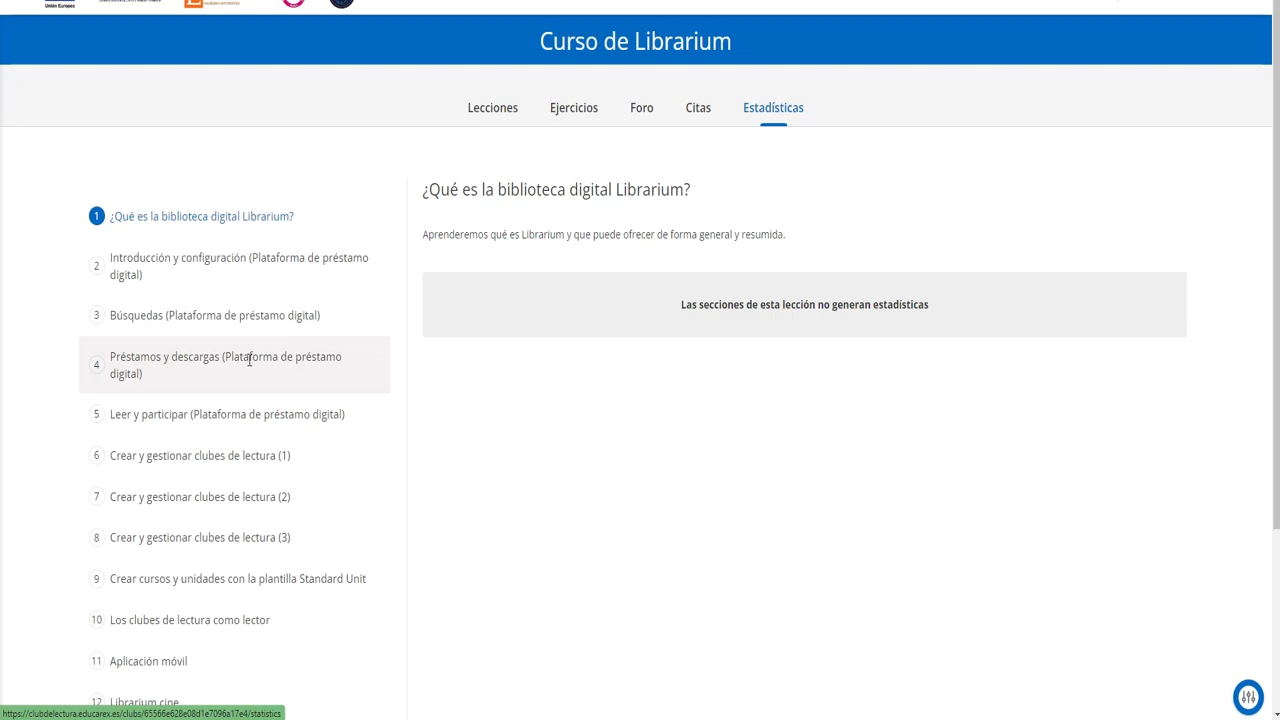 Unión Europea
Curso de Librarium
Lecciones
Ejercicios
Foro
Citas
Estadísticas
1 ¿Qué es la biblioteca digital Librarium?
2 Introducción y configuración (Plataforma de préstamo
digital)
3 Búsquedas (Plataforma de préstamo digital)
4 Préstamos y descargas (Plataforma de préstamo
digital)
5 Leer y participar (Plataforma de préstamo digital)
6 Crear y gestionar clubes de lectura (1)
7 Crear y gestionar clubes de lectura (2)
8 Crear y gestionar clubes de lectura (3)
9 Crear cursos y unidades con la plantilla Standard Unit
10 Los clubes de lectura como lector
11 Aplicación móvil
12 Librarium cine
¿Qué es la biblioteca digital Librarium?
Aprenderemos qué es Librarium y que puede ofrecer de forma general y resumida.
Las secciones de esta lección no generan estadísticas
https://clubdelectura.educarex.es/clubs/65566e628e08d1e7096a17e4/statistics